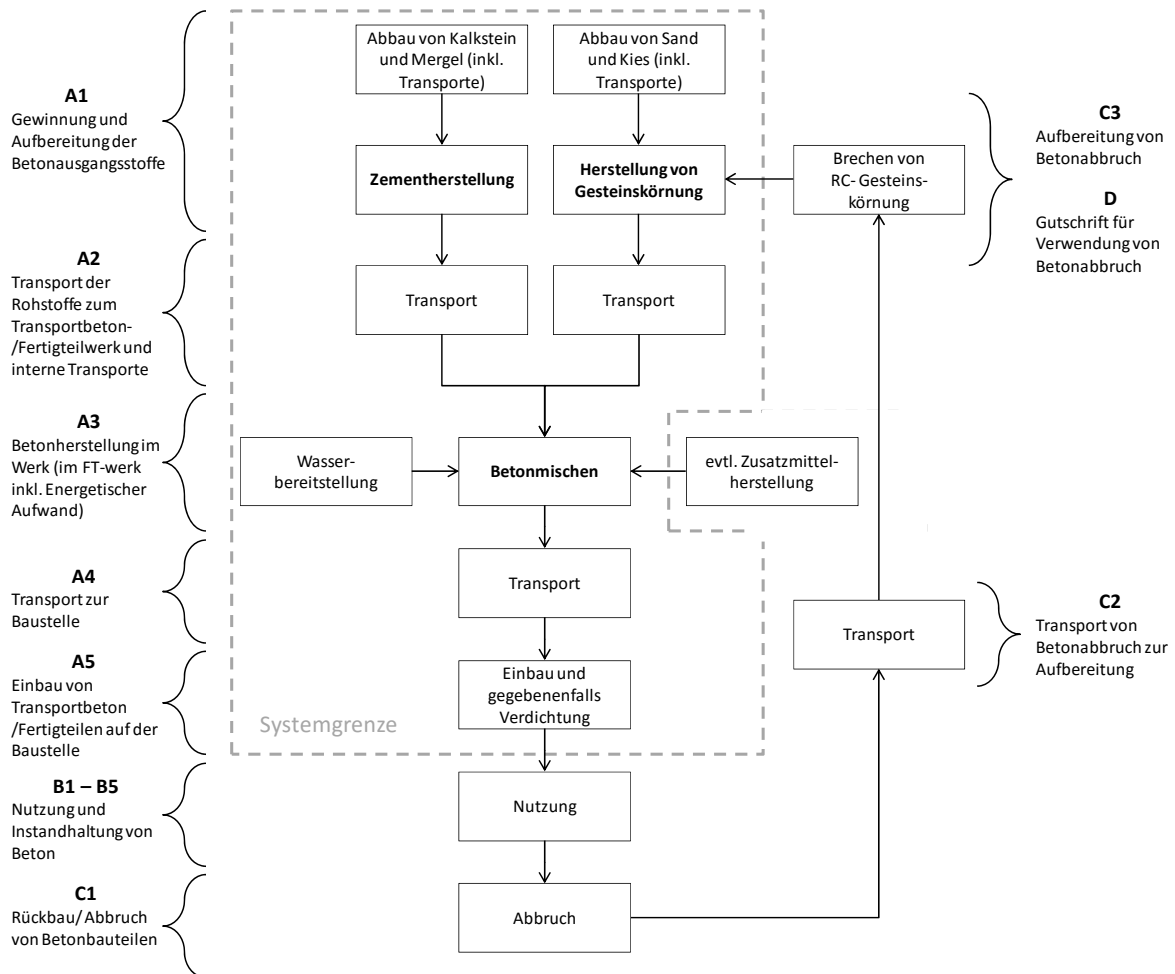 Abbau von Kalkstein
und Mergel (inkl.
Transporte)
Abbau von Sand
und Kies (inkl.
Transporte)
A1
Gewinnung und
Aufbereitung der
Betonausgangsstoffe
Zementherstellung
Herstellung von
Gesteinskörnung
Brechen von
RC- Gesteins-
körnung
C3
Aufbereitung von
Betonabbruch
D
Gutschrift für
Verwendung von
Betonabbruch
A2
Transport der
Rohstoffe zum
Transportbeton-
/Fertigteilwerk und
interne Transporte
Transport
Transport
A3
Betonherstellung im
Werk (im FT-werk
inkl. Energetischer
Aufwand)
Wasser-
bereitstellung
Betonmischen
evtl. Zusatzmittel-
herstellung
A4
Transport zur
Baustelle
Transport
Transport
C2
Transport von
Betonabbruch zur
Aufbereitung
A5
Einbau von
Transportbeton
/Fertigteilen auf der
Baustelle
Einbau und
gegebenenfalls
Verdichtung
Systemgrenze
B1 – B5
Nutzung und
Instandhaltung von
Beton
Nutzung
C1
Rückbau/ Abbruch
von Betonbauteilen
Abbruch